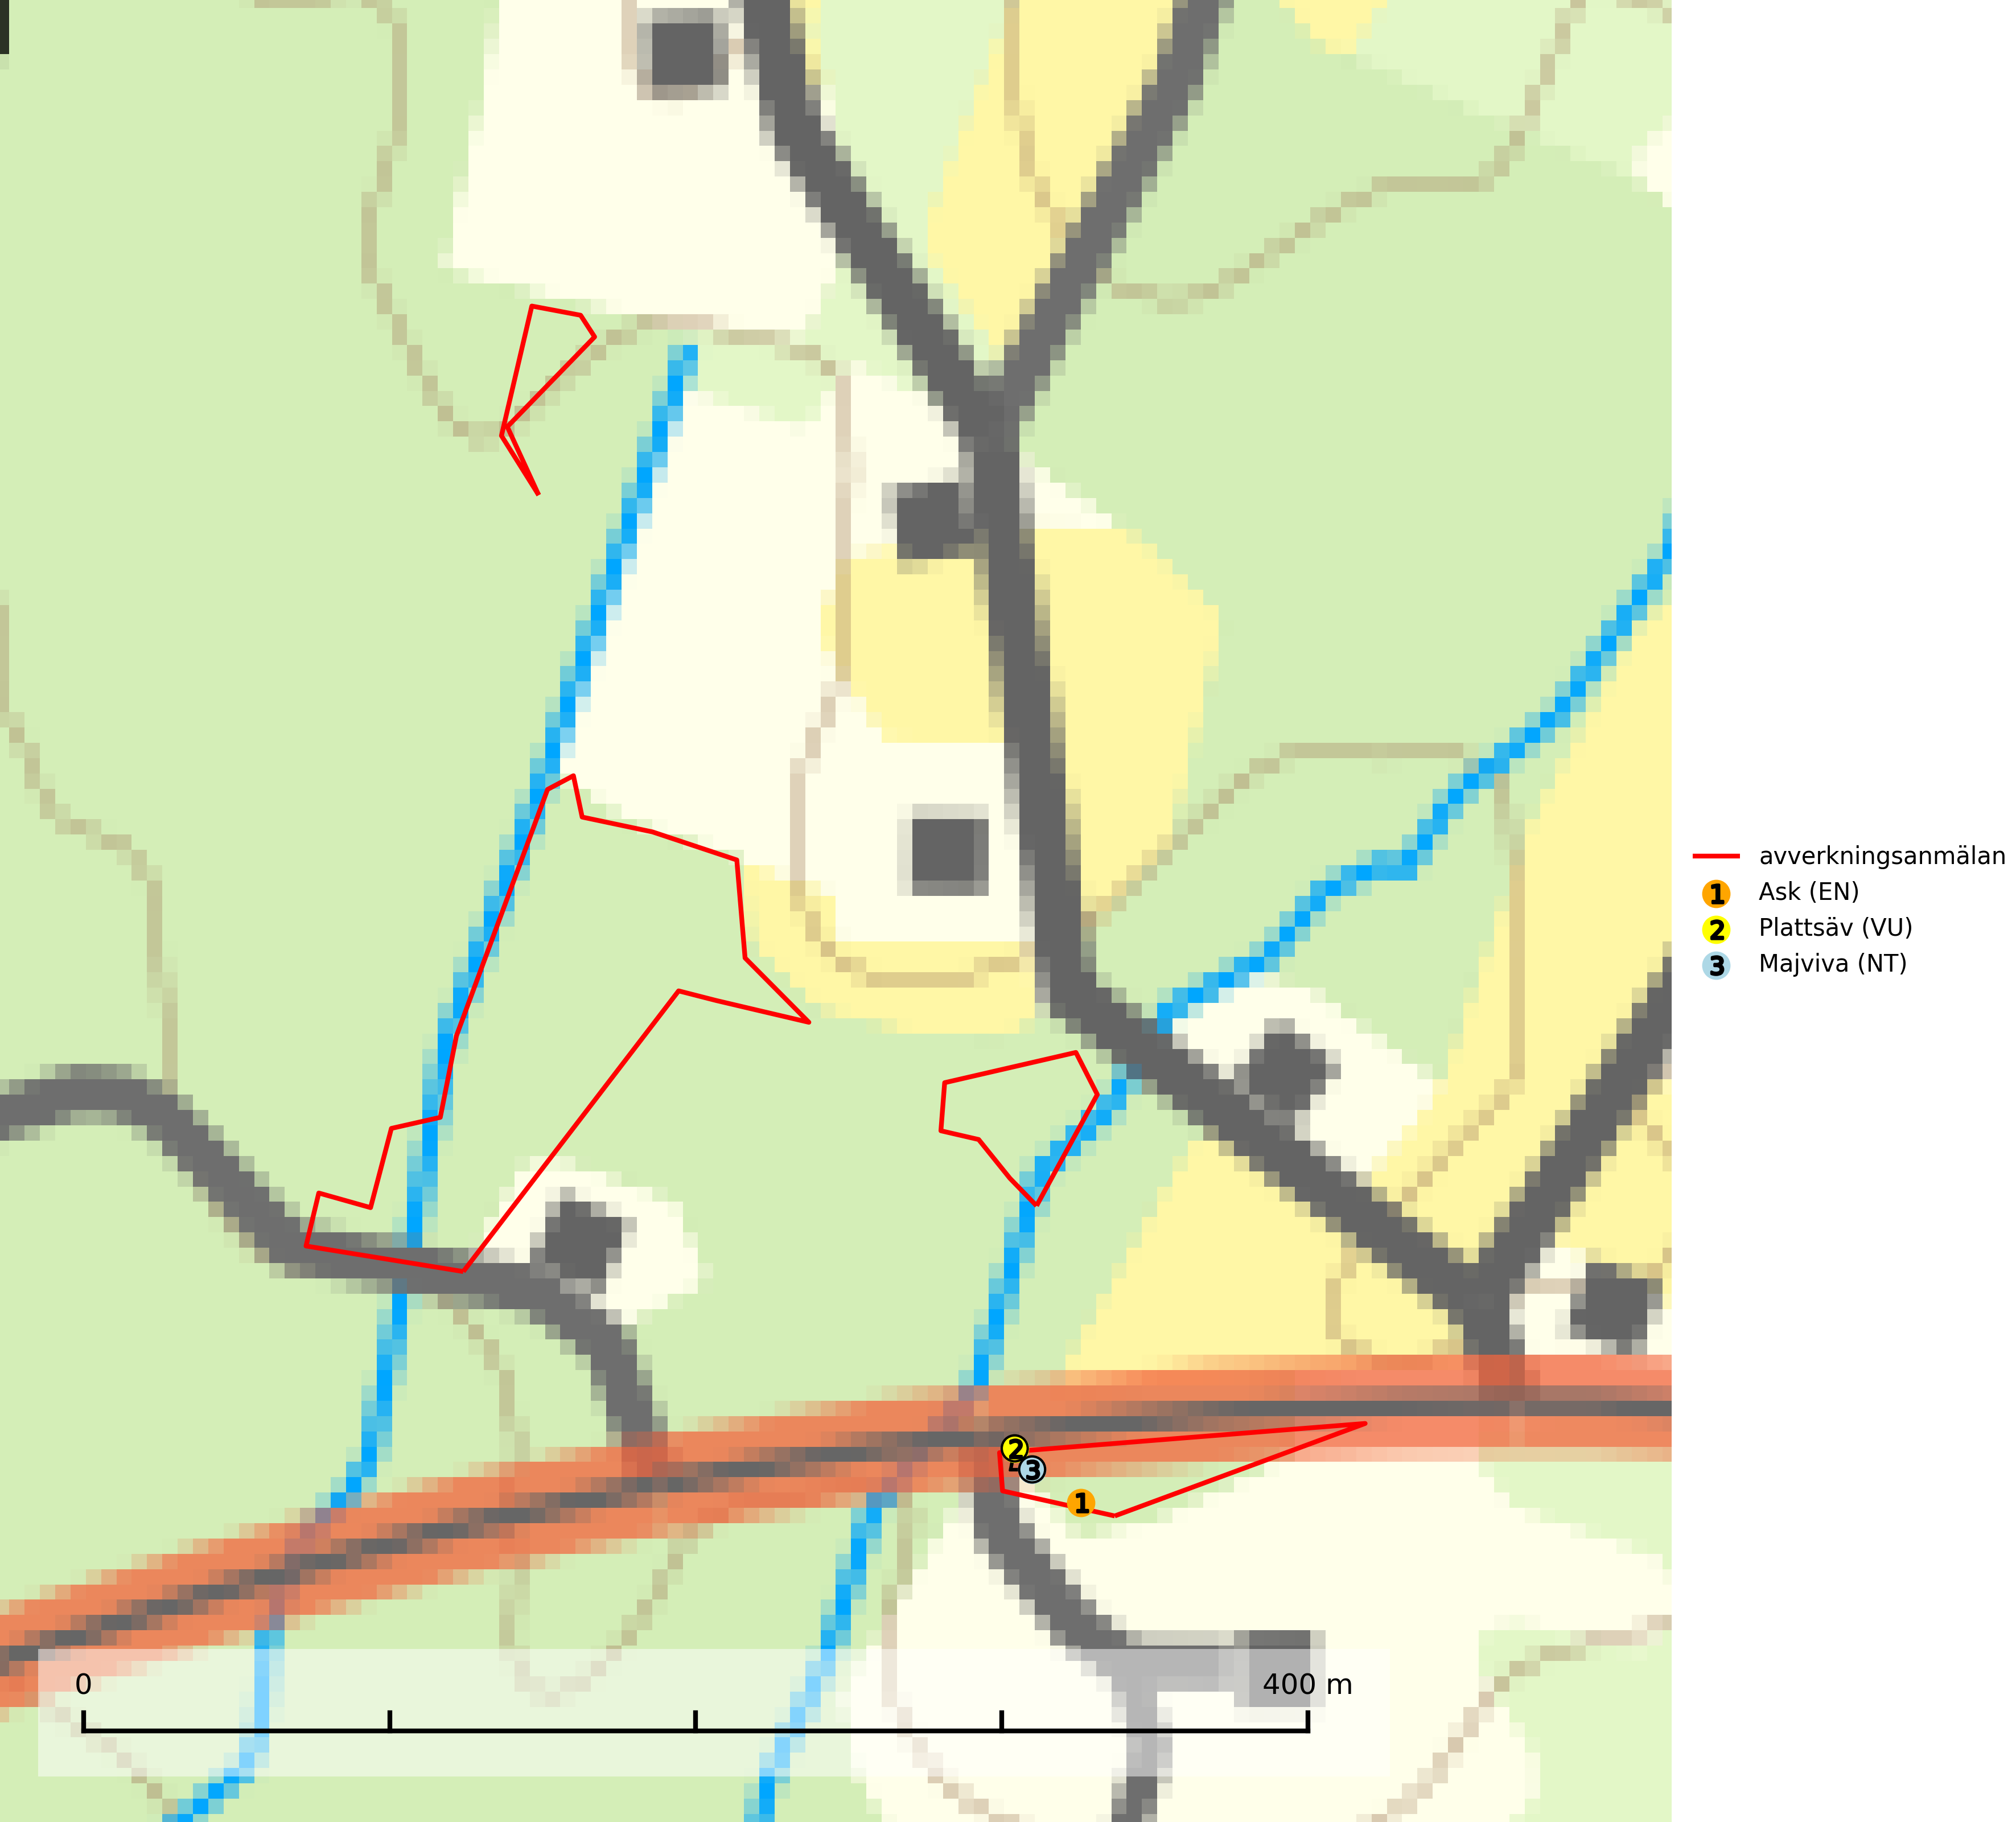 avverkningsanmälan
1 Ask (EN)
2 Plattsäv (VU)
3 Majviva (NT)
2
3
1
0 400 m